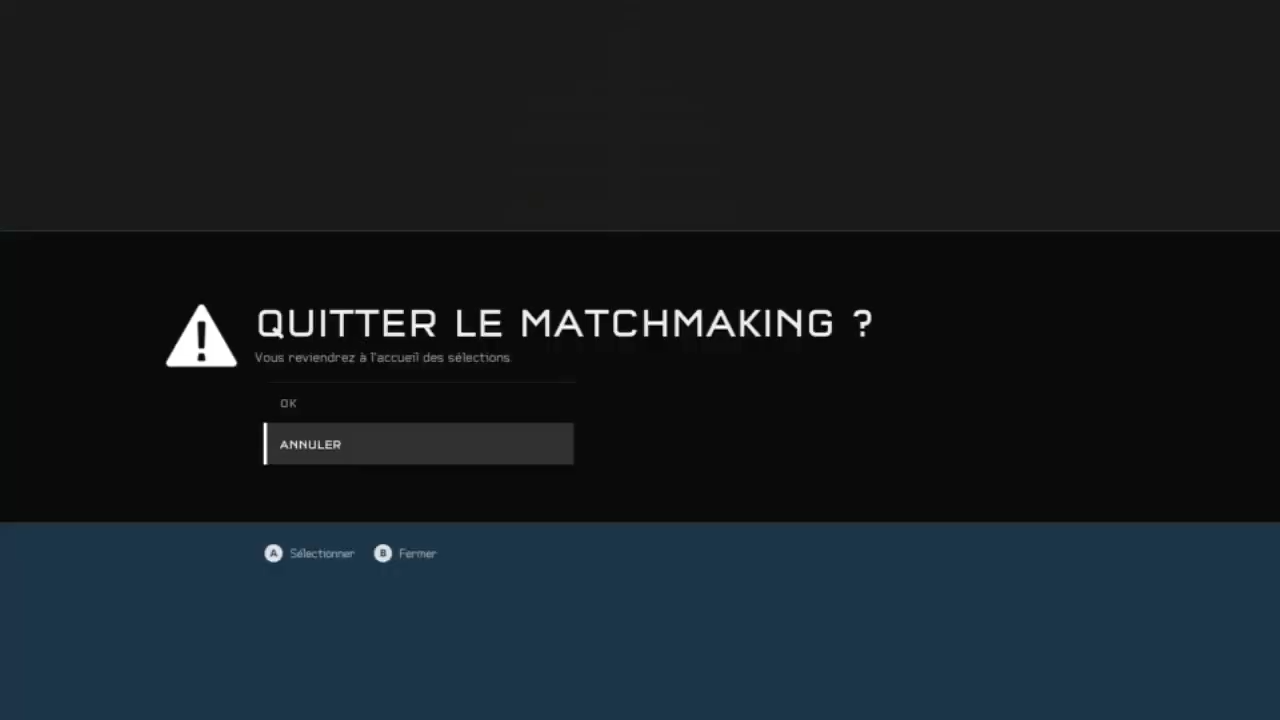 QUITTER LE MATCHMAKING ?
Vous reviendrez à l'accueil des sélections.
OK
ANNULER
A Sélectionner B Fermer